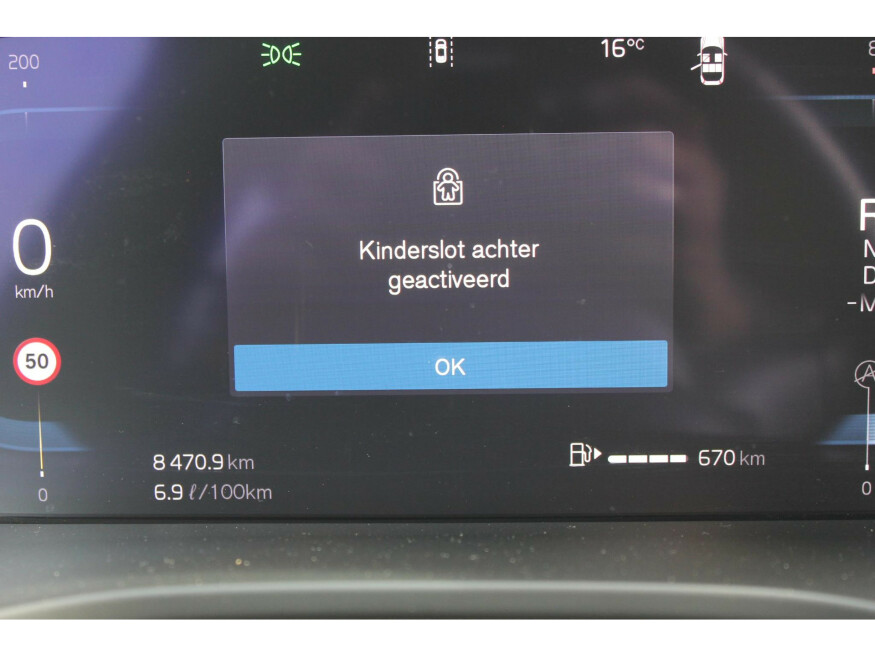 200
16°C
8
Kinderslot achter
geactiveerd
OK
0
km/h
50
R
N
D
-M
A
8 470.9 km
6.9 ℓ/100km
670 km
0
0